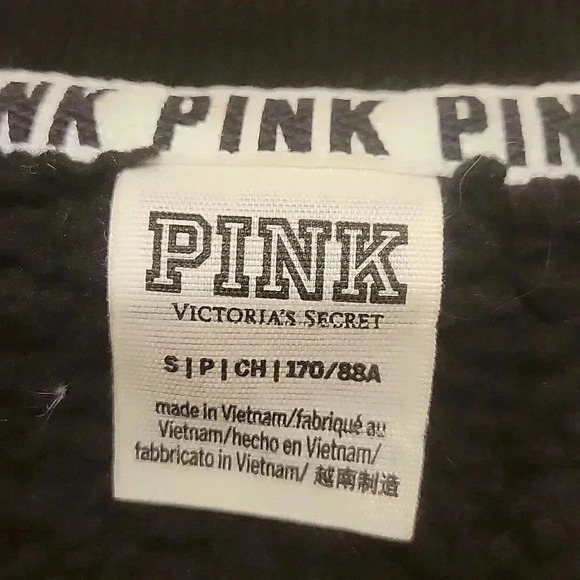 NK PINK PIN
PINK
VICTORIA'S SECRET
S|P|CH|170/88A
made in Vietnam/fabriqué au
Vietnam/hecho en Vietnam/
fabbricato in Vietnam/ 越南制造